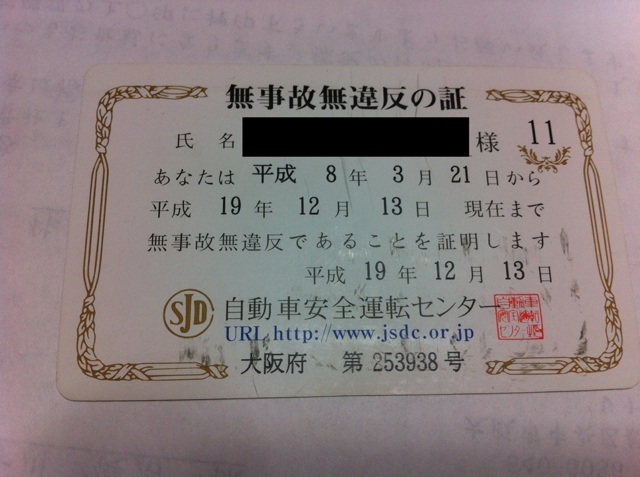 無事故無違反の証
氏名 様 11
あなたは 平成 8 年 3 月 21 日から
平成 19 年 12 月 13 日 現在まで
無事故無違反であることを証明します
平成 19 年 12 月 13 日
SJD 自動車安全運転センター
URL http://www.jsdc.or.jp
大阪府 第 253938 号